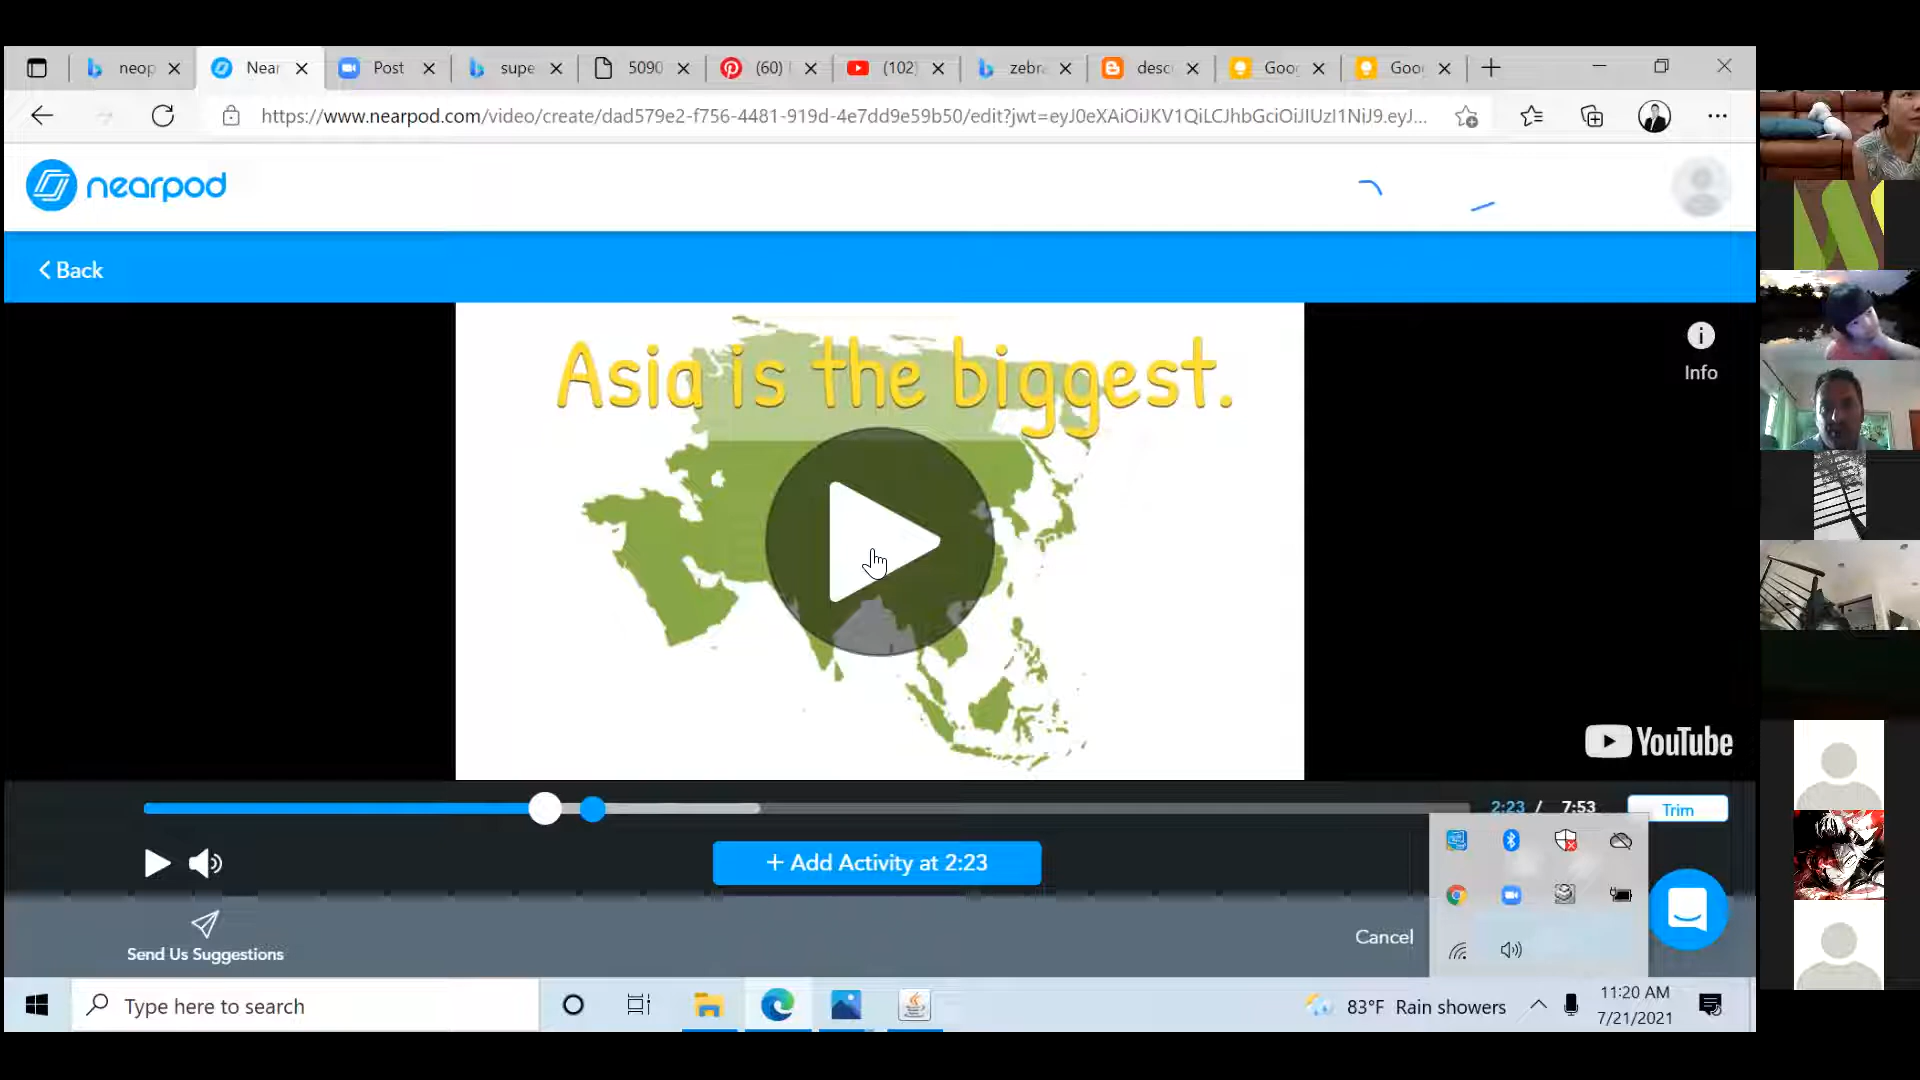 neop
Near
Post
supe
5090
(60)
(102)
zebr
desc
Goo
Goo
https://www.nearpod.com/video/create/dad579e2-f756-4481-919d-4e7dd9e59b50/edit?jwt=eyJ0eXAiOiJKV1QiLCJhbGciOiJIUzI1NiJ9.eyJ...
nearpod
Back
Asia is the biggest.
Info
YouTube
2:23 / 7:53
Trim
+ Add Activity at 2:23
Send Us Suggestions
Cancel
Type here to search
83°F Rain showers
11:20 AM
7/21/2021